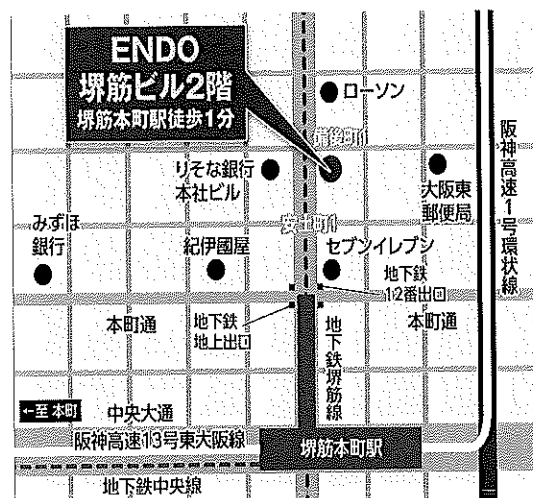 ENDO
堺筋ビル2階
堺筋本町駅徒歩1分
ローソン
備後町1
りそな銀行
本社ビル
大阪東
郵便局
阪神高速1号環状線
みずほ
銀行
紀伊國屋
安土町1
セブンイレブン
地下鉄
12番出口
本町通
地下鉄
地上出口
地下鉄堺筋線
本町通
←至 本町
中央大通
阪神高速13号東大阪線
堺筋本町駅
地下鉄中央線